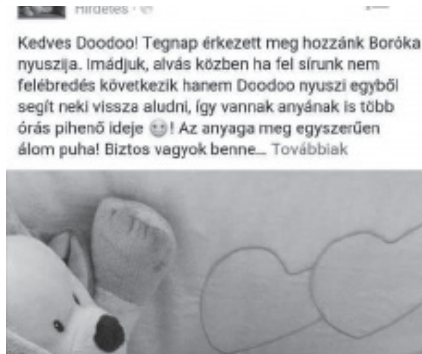 Hirdetés ·
Kedves Doodoo! Tegnap érkezett meg hozzánk Boróka
nyuszija. Imádjuk, alvás közben ha fel sírunk nem
felébredés következik hanem Doodoo nyuszi egyből
segít neki vissza aludni, így vannak anyának is több
órás pihenő ideje 🙂! Az anyaga meg egyszerűen
álom puha! Biztos vagyok benne... Továbbiak